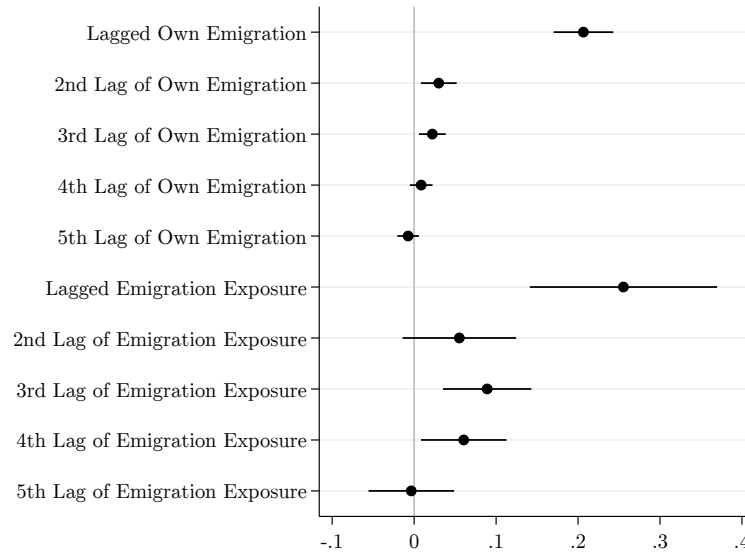 Lagged Own Emigration
2nd Lag of Own Emigration
3rd Lag of Own Emigration
4th Lag of Own Emigration
5th Lag of Own Emigration
Lagged Emigration Exposure
2nd Lag of Emigration Exposure
3rd Lag of Emigration Exposure
4th Lag of Emigration Exposure
5th Lag of Emigration Exposure
-.1 0 .1 .2 .3 .4